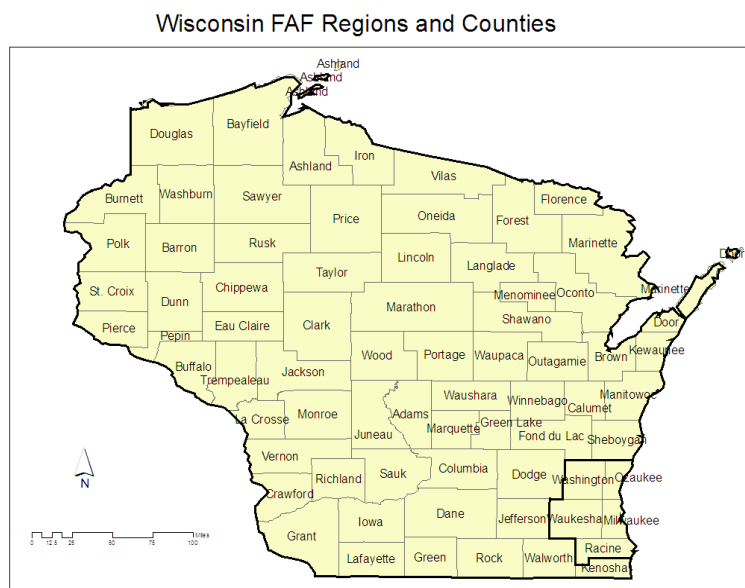 Wisconsin FAF Regions and Counties
Ashland
Ashland
Ashland
Bayfield
Douglas
Iron
Ashland
Vilas
Washburn
Burnett
Sawyer
Florence
Price
Oneida
Forest
Polk
Barron
Rusk
Marinette
Lincoln
Langlade
Taylor
St. Croix
Chippewa
Marinette
Menominee
Oconto
Dunn
Marathon
Shawano
Pierce
Eau Claire
Clark
Door
Pepin
Kewaunee
Wood
Portage
Waupaca
Outagamie
Brown
Buffalo
Trempealeau
Jackson
Waushara
Winnebago
Manitowoc
Calumet
La Crosse
Monroe
Adams
Green Lake
Marquette
Juneau
Fond du Lac
Sheboygan
Vernon
Richland
Sauk
Columbia
Dodge
Washington
Ozaukee
Crawford
N
Iowa
Dane
Jefferson
Waukesha
Milwaukee
Grant
Miles
0 12.5 25 50 75 100
Lafayette
Green
Rock
Walworth
Racine
Kenosha